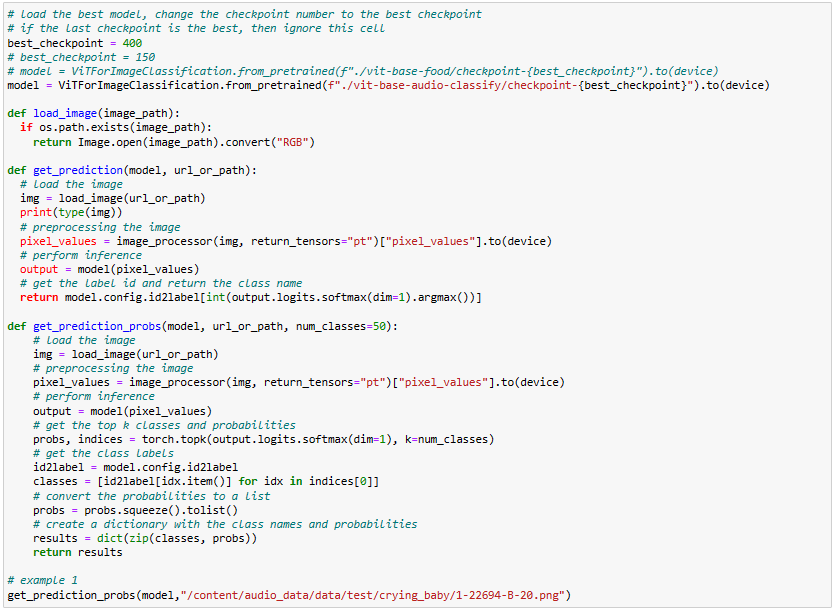 # load the best model, change the checkpoint number to the best checkpoint
# if the last checkpoint is the best, then ignore this cell
best_checkpoint = 400
# best_checkpoint = 150
# model = ViTForImageClassification.from_pretrained(f"./vit-base-food/checkpoint-{best_checkpoint}").to(device)
model = ViTForImageClassification.from_pretrained(f"./vit-base-audio-classify/checkpoint-{best_checkpoint}").to(device)

def load_image(image_path):
  if os.path.exists(image_path):
    return Image.open(image_path).convert("RGB")

def get_prediction(model, url_or_path):
  # load the image
  img = load_image(url_or_path)
  print(type(img))
  # preprocessing the image
  pixel_values = image_processor(img, return_tensors="pt")["pixel_values"].to(device)
  # perform inference
  output = model(pixel_values)
  # get the label id and return the class name
  return model.config.id2label[int(output.logits.softmax(dim=1).argmax())]

def get_prediction_probs(model, url_or_path, num_classes=50):
    # load the image
    img = load_image(url_or_path)
    # preprocessing the image
    pixel_values = image_processor(img, return_tensors="pt")["pixel_values"].to(device)
    # perform inference
    output = model(pixel_values)
    # get the top k classes and probabilities
    probs, indices = torch.topk(output.logits.softmax(dim=1), k=num_classes)
    # get the class labels
    id2label = model.config.id2label
    classes = [id2label[idx.item()] for idx in indices[0]]
    # convert the probabilities to a list
    probs = probs.squeeze().tolist()
    # create a dictionary with the class names and probabilities
    results = dict(zip(classes, probs))
    return results

# example 1
get_prediction_probs(model,"/content/audio_data/data/test/crying_baby/1-22694-B-20.png")